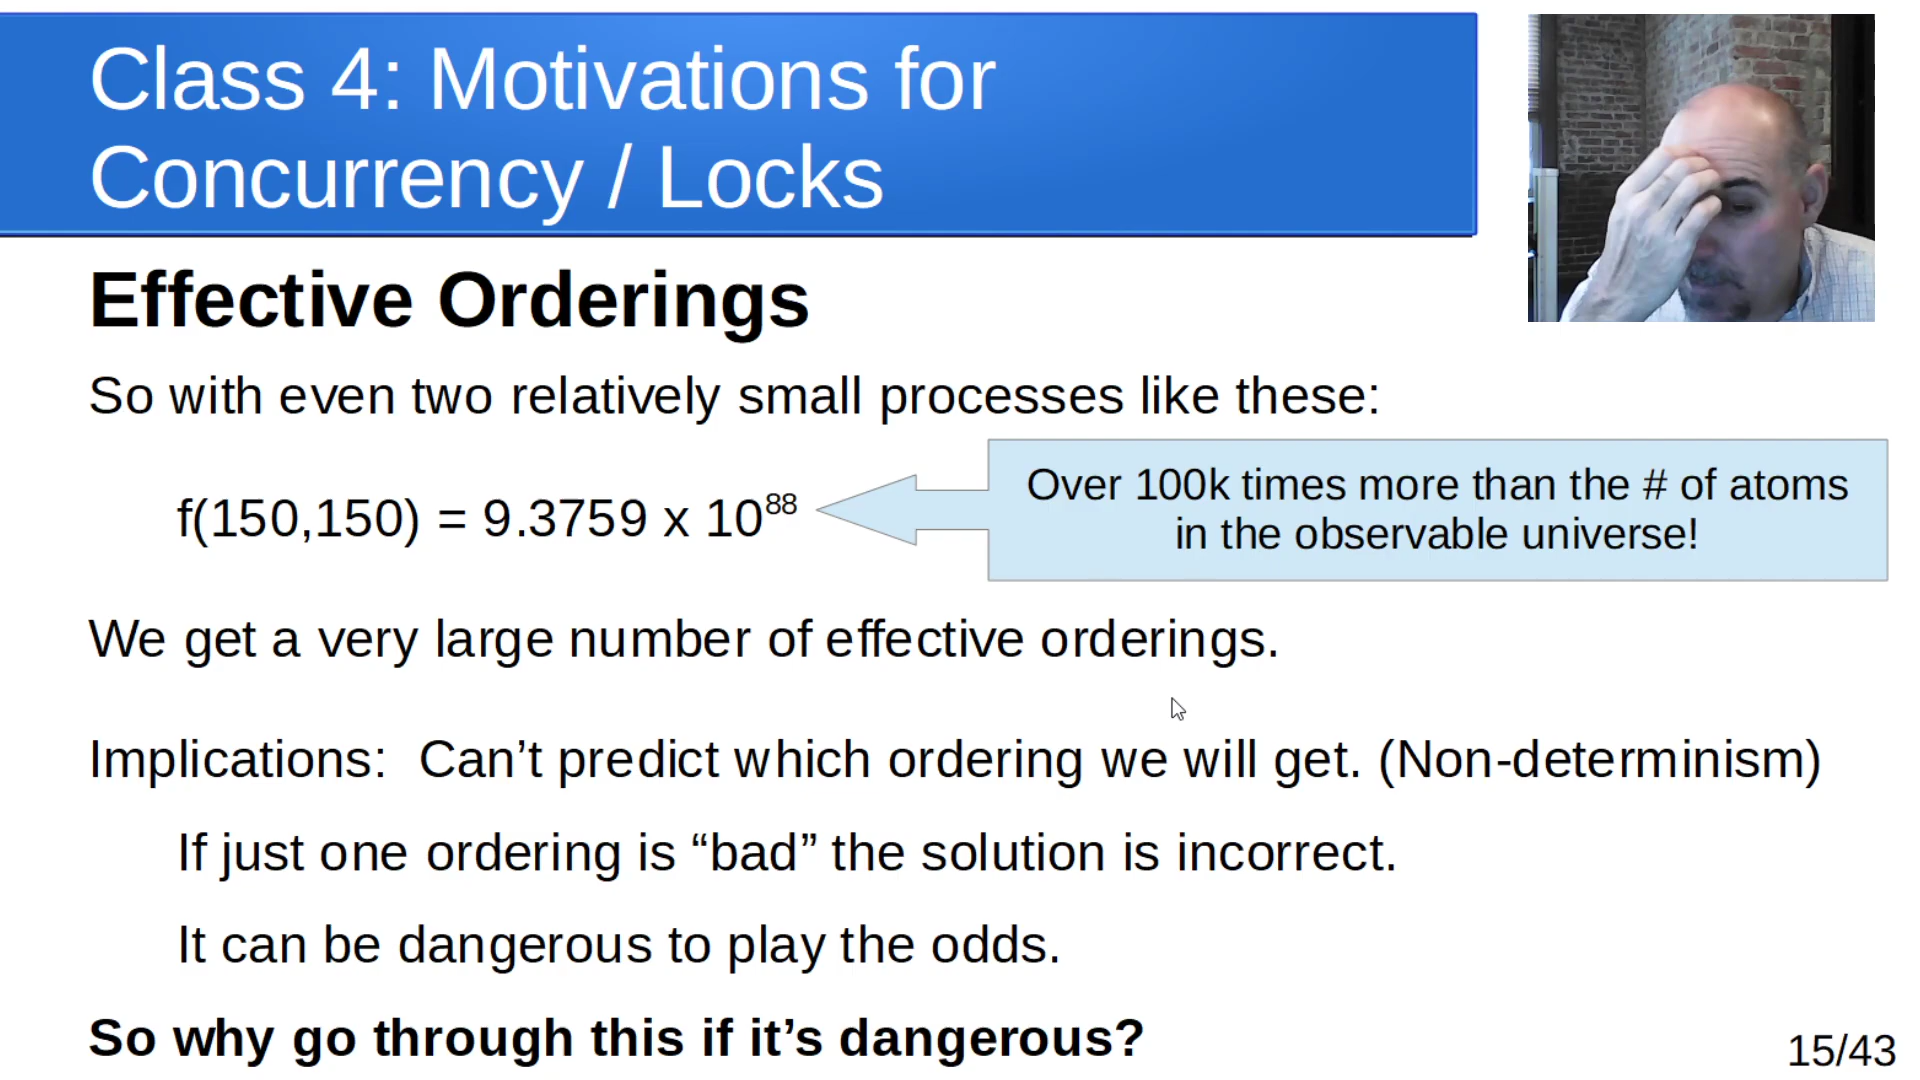 Class 4: Motivations for
Concurrency / Locks
Effective Orderings
So with even two relatively small processes like these:
f(150,150) = 9.3759 x 10⁸⁸
Over 100k times more than the # of atoms
in the observable universe!
We get a very large number of effective orderings.
Implications:  Can’t predict which ordering we will get. (Non-determinism)
If just one ordering is “bad” the solution is incorrect.
It can be dangerous to play the odds.
So why go through this if it’s dangerous?
15/43